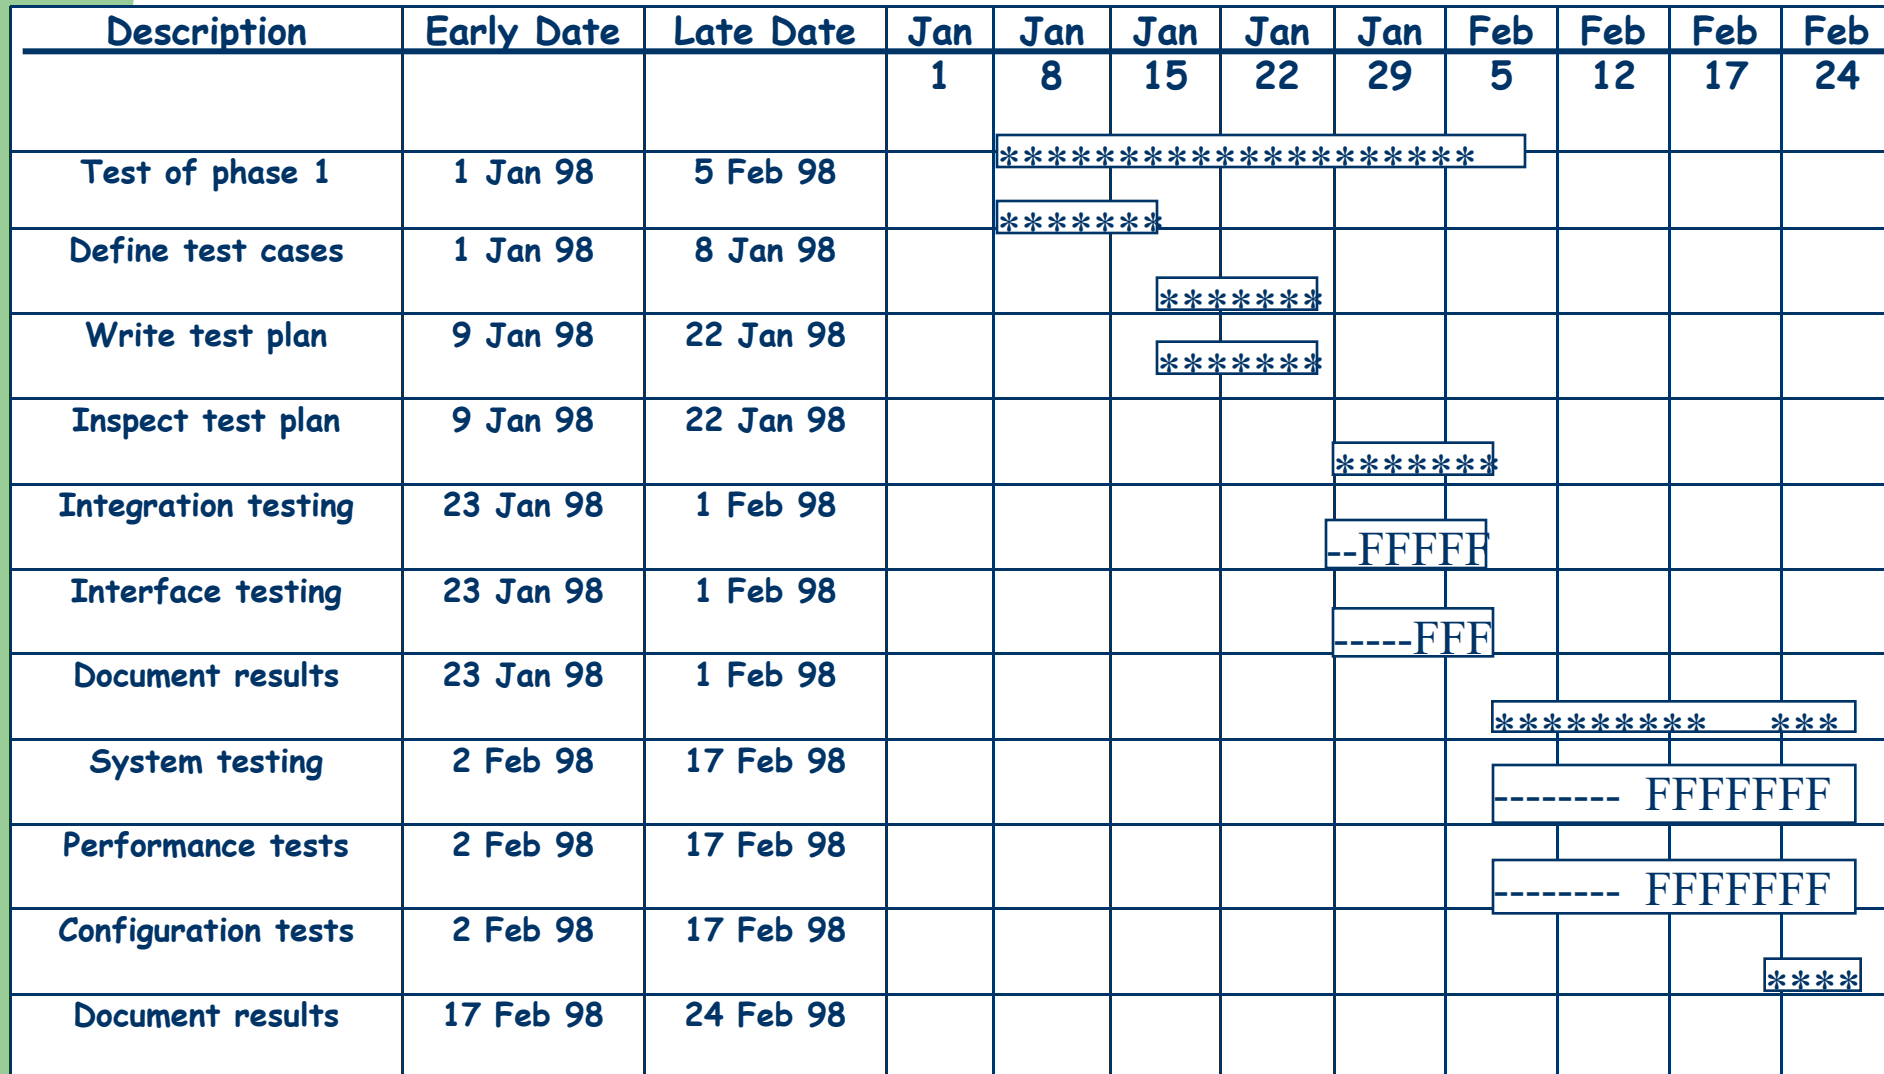 Description Early Date Late Date Jan Jan Jan Jan Jan Feb Feb Feb Feb
1 8 15 22 29 5 12 17 24
********************
Test of phase 1 1 Jan 98 5 Feb 98
*******
Define test cases 1 Jan 98 8 Jan 98
*******
Write test plan 9 Jan 98 22 Jan 98
*******
Inspect test plan 9 Jan 98 22 Jan 98
*******
Integration testing 23 Jan 98 1 Feb 98
--FFFFF
Interface testing 23 Jan 98 1 Feb 98
-----FFF
Document results 23 Jan 98 1 Feb 98
********* ***
System testing 2 Feb 98 17 Feb 98
-------- FFFFFFF
Performance tests 2 Feb 98 17 Feb 98
-------- FFFFFFF
Configuration tests 2 Feb 98 17 Feb 98
****
Document results 17 Feb 98 24 Feb 98